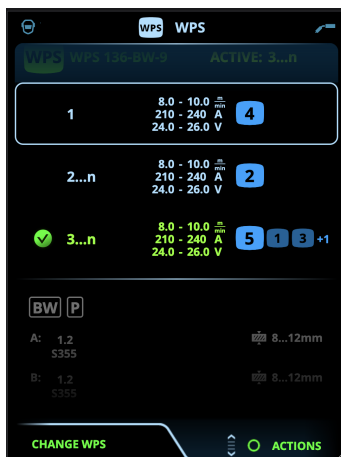 WPS WPS
WPS WPS 136-BW-9 ACTIVE: 3...n
1
8.0 - 10.0 m/min
210 - 240 A
24.0 - 26.0 V
4
2...n
8.0 - 10.0 m/min
210 - 240 A
24.0 - 26.0 V
2
3...n
8.0 - 10.0 m/min
210 - 240 A
24.0 - 26.0 V
5 1 3 +1
BW P
A: 1.2 8...12mm
S355
B: 1.2 8...12mm
S355
CHANGE WPS ACTIONS